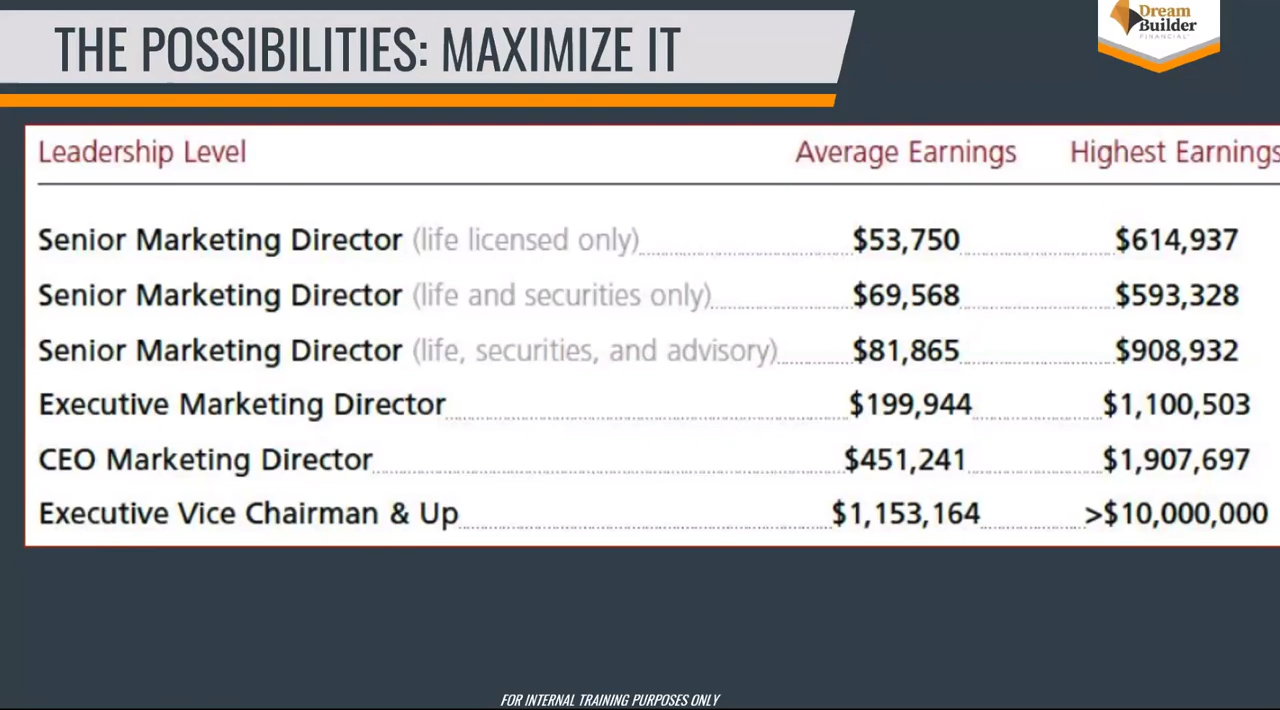 THE POSSIBILITIES: MAXIMIZE IT
Dream
Builder
FINANCIAL
Leadership Level Average Earnings Highest Earnings
Senior Marketing Director (life licensed only) $53,750 $614,937
Senior Marketing Director (life and securities only) $69,568 $593,328
Senior Marketing Director (life, securities, and advisory) $81,865 $908,932
Executive Marketing Director $199,944 $1,100,503
CEO Marketing Director $451,241 $1,907,697
Executive Vice Chairman & Up $1,153,164 >$10,000,000
FOR INTERNAL TRAINING PURPOSES ONLY